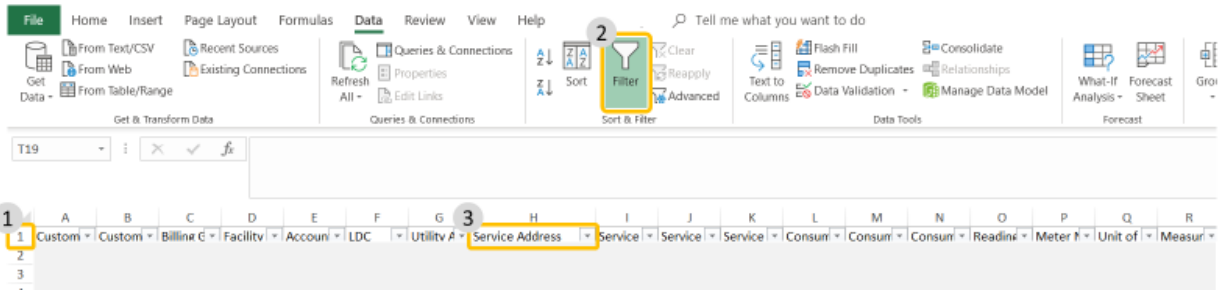 File Home Insert Page Layout Formulas Data Review View Help Tell me what you want to do
2
From Text/CSV Recent Sources Queries & Connections Clear Flash Fill Consolidate
From Web Existing Connections Properties Reapply Remove Duplicates Relationships
From Table/Range Edit Links Advanced Data Validation Manage Data Model
Get Data Refresh All Sort Filter Text to Columns What-If Analysis Forecast Sheet Gro
Get & Transform Data Queries & Connections Sort & Filter Data Tools Forecast
T19 fx
1 A B C D E F G 3 H I J K L M N O P Q R
1 Custom Custom Billing Facility Accoun LDC Utility A Service Address Service Service Service Consum Consum Consum Reading Meter Unit of Measur
2
3